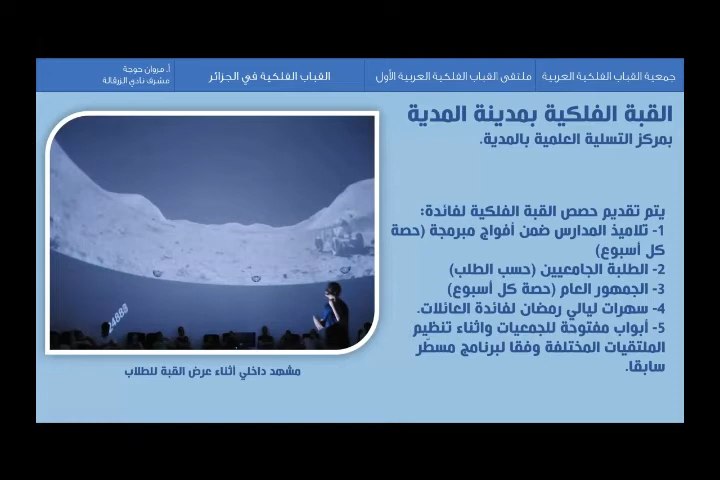 جمعية القباب الفلكية العربية
ملتقى القباب الفلكية العربية الأول
القباب الفلكية في الجزائر
أ. مروان حوحة
مشرف نادي الزرقالة
القبة الفلكية بمدينة المدية
بمركز التسلية العلمية بالمدية.
يتم تقديم حصص القبة الفلكية لفائدة:
1- تلاميذ المدارس ضمن أفواج مبرمجة (حصة
كل أسبوع)
2- الطلبة الجامعيين (حسب الطلب)
3- الجمهور العام (حصة كل أسبوع)
4- سهرات ليالي رمضان لفائدة العائلات.
5- أبواب مفتوحة للجمعيات واثناء تنظيم
الملتقيات المختلفة وفقا لبرنامج مسطّر
سابقا.
مشهد داخلي أثناء عرض القبة للطلاب